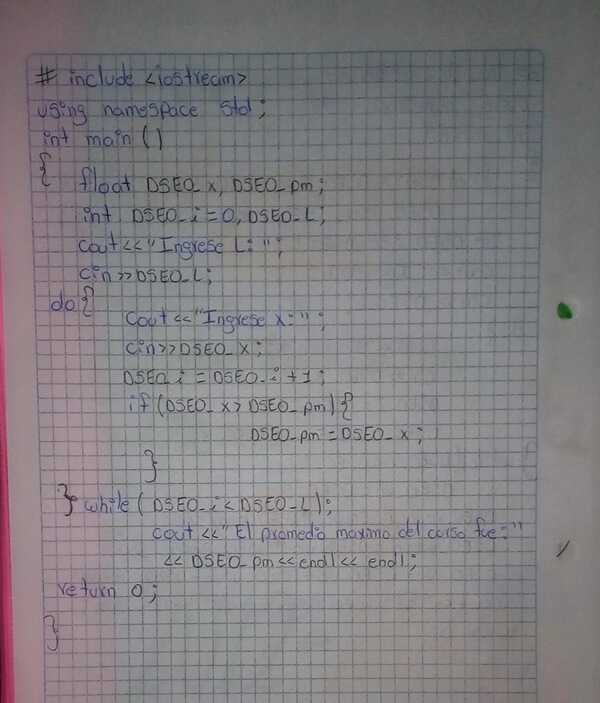 # include <iostream>
using namespace std;
int main ()
{ float DSEO_x, DSEO_pm;
int DSEO_i=0, DSEO_L;
cout<<"Ingrese L: ";
cin>>DSEO_L;
do{
cout<<"Ingrese x: ";
cin>>DSEO_x;
DSEO_i = DSEO_i+1;
if (DSEO_x> DSEO_pm) {
DSEO_pm=DSEO_x;
}
} while (DSEO_i<DSEO_L);
cout <<"El promedio maximo del curso fue="
<< DSEO_pm<<endl<< endl;
return 0;
}